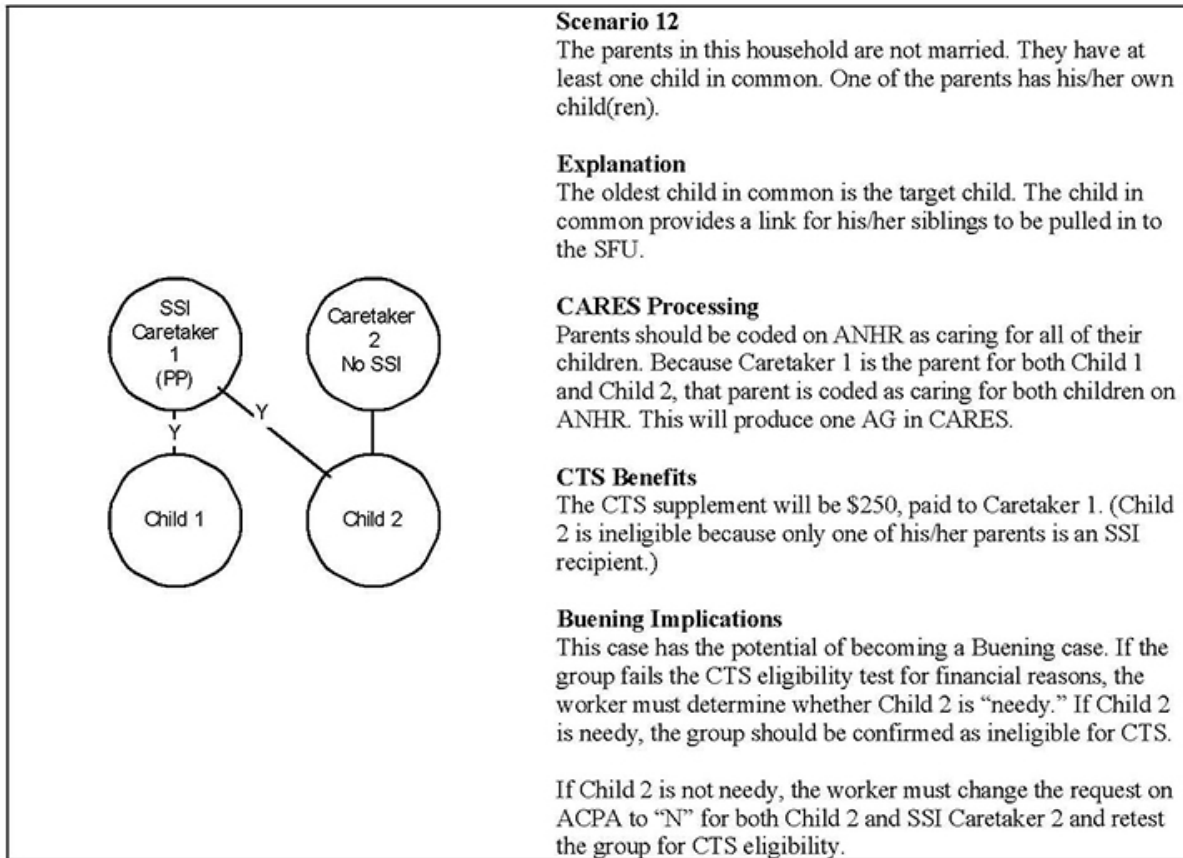 Scenario 12
The parents in this household are not married. They have at
least one child in common. One of the parents has his/her own
child(ren).
Explanation
The oldest child in common is the target child. The child in
common provides a link for his/her siblings to be pulled in to
the SFU.
CARES Processing
Parents should be coded on ANHR as caring for all of their
children. Because Caretaker 1 is the parent for both Child 1
and Child 2, that parent is coded as caring for both children on
ANHR. This will produce one AG in CARES.
CTS Benefits
The CTS supplement will be $250, paid to Caretaker 1. (Child
2 is ineligible because only one of his/her parents is an SSI
recipient.)
Buening Implications
This case has the potential of becoming a Buening case. If the
group fails the CTS eligibility test for financial reasons, the
worker must determine whether Child 2 is “needy.” If Child 2
is needy, the group should be confirmed as ineligible for CTS.
If Child 2 is not needy, the worker must change the request on
ACPA to “N” for both Child 2 and SSI Caretaker 2 and retest
the group for CTS eligibility.
SSI
Caretaker
1
(PP)
Caretaker
2
No SSI
Y
Y
Child 1
Child 2